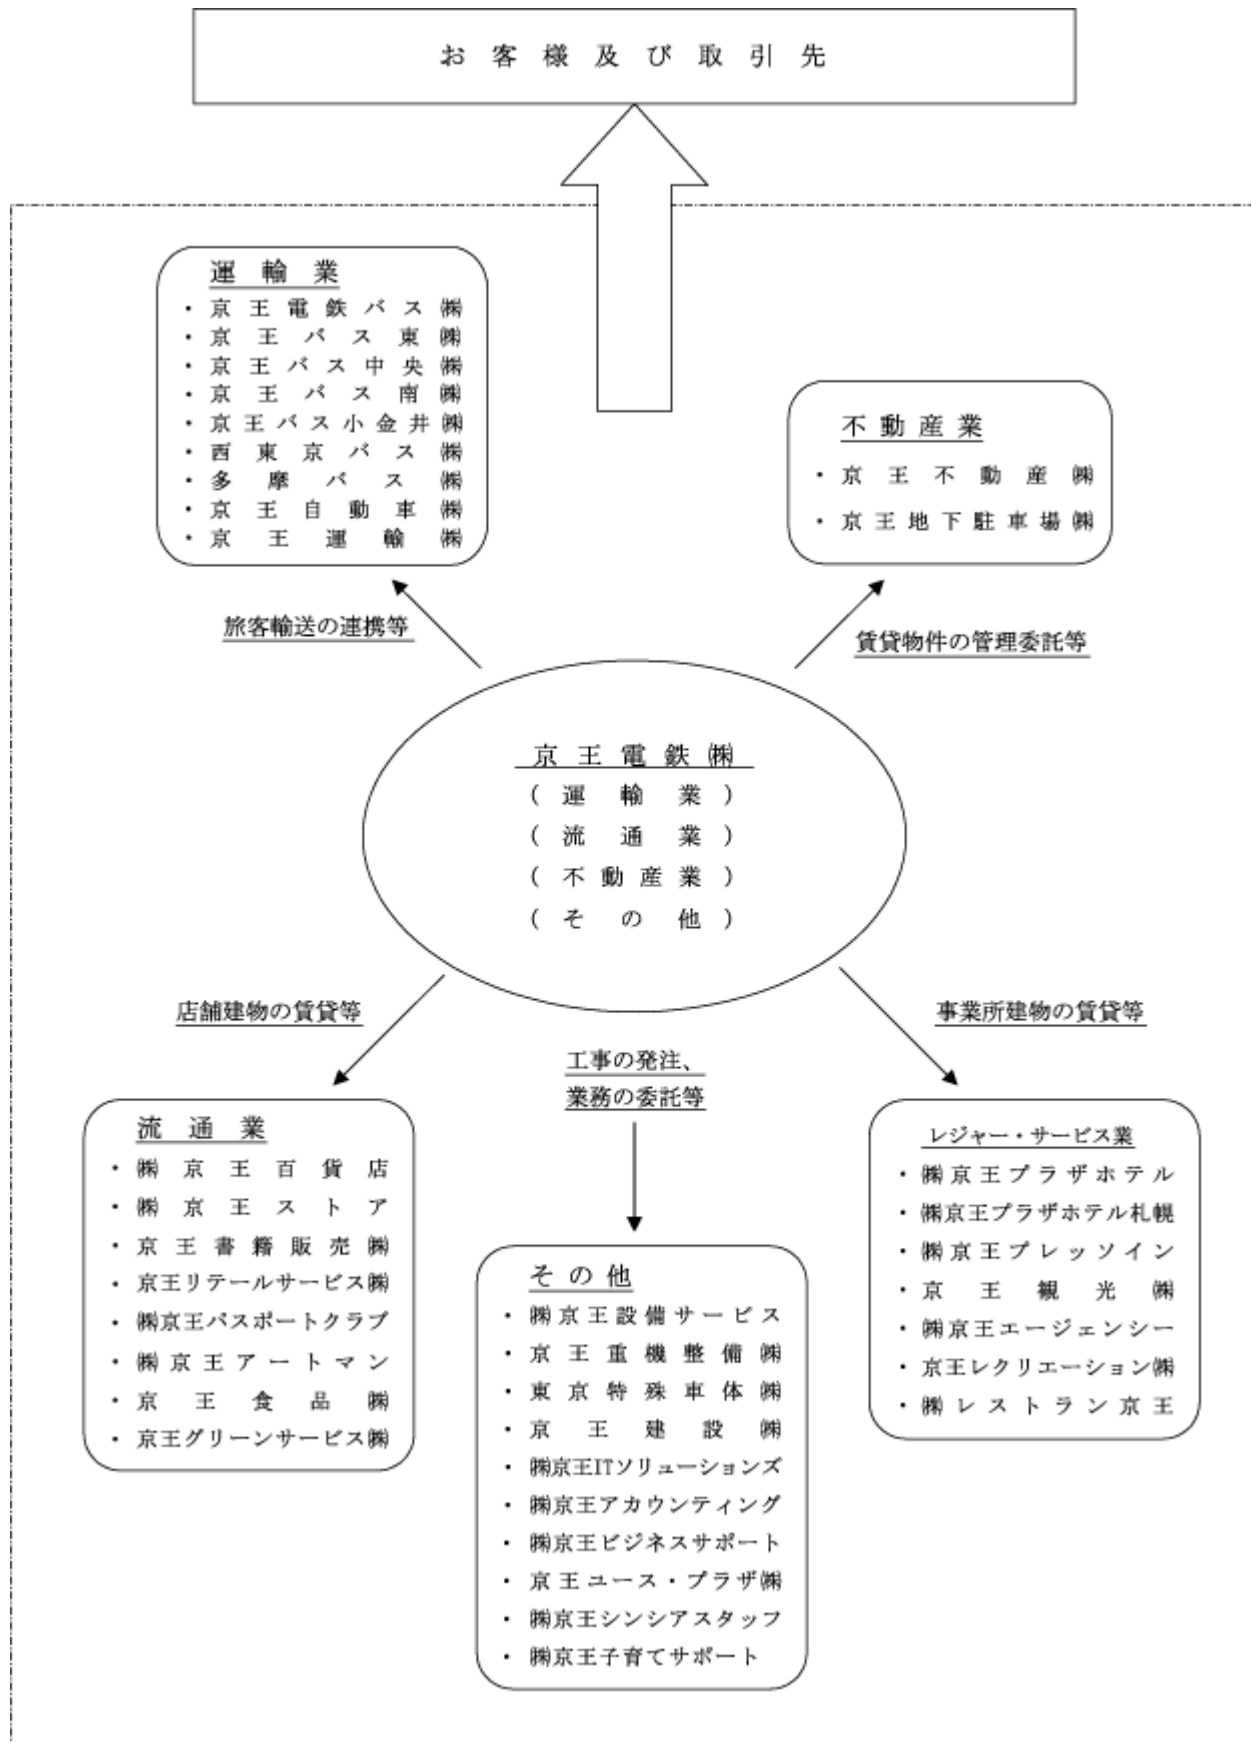 お客様及び取引先
運輸業
・京王電鉄バス㈱
・京王バス東㈱
・京王バス中央㈱
・京王バス南㈱
・京王バス小金井㈱
・西東京バス㈱
・多摩バス㈱
・京王自動車㈱
・京王運輸㈱
不動産業
・京王不動産㈱
・京王地下駐車場㈱
旅客輸送の連携等
賃貸物件の管理委託等
京王電鉄㈱
(運輸業)
(流通業)
(不動産業)
(その他)
店舗建物の賃貸等
工事の発注、
業務の委託等
事業所建物の賃貸等
流通業
・㈱京王百貨店
・㈱京王ストア
・京王書籍販売㈱
・京王リテールサービス㈱
・㈱京王パスポートクラブ
・㈱京王アートマン
・京王食品㈱
・京王グリーンサービス㈱
その他
・㈱京王設備サービス
・京王重機整備㈱
・東京特殊車体㈱
・京王建設㈱
・㈱京王ITソリューションズ
・㈱京王アカウンティング
・㈱京王ビジネスサポート
・京王ユース・プラザ㈱
・㈱京王シンシアスタッフ
・㈱京王子育てサポート
レジャー・サービス業
・㈱京王プラザホテル
・㈱京王プラザホテル札幌
・㈱京王プレッソイン
・京王観光㈱
・㈱京王エージェンシー
・京王レクリエーション㈱
・㈱レストラン京王